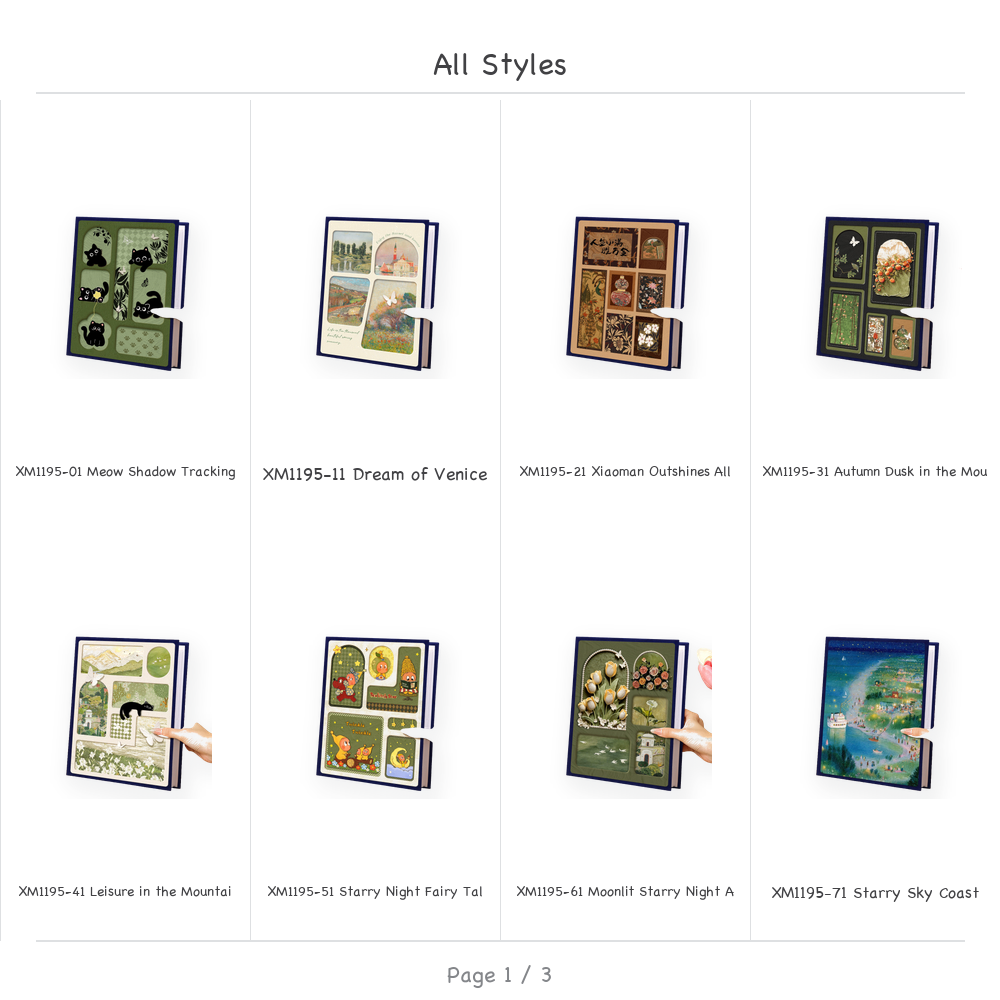 All Styles
XM1195-01 Meow Shadow Tracking
XM1195-11 Dream of Venice
XM1195-21 Xiaoman Outshines All
XM1195-31 Autumn Dusk in the Mou
XM1195-41 Leisure in the Mountai
XM1195-51 Starry Night Fairy Tal
XM1195-61 Moonlit Starry Night A
XM1195-71 Starry Sky Coast
Page 1 / 3